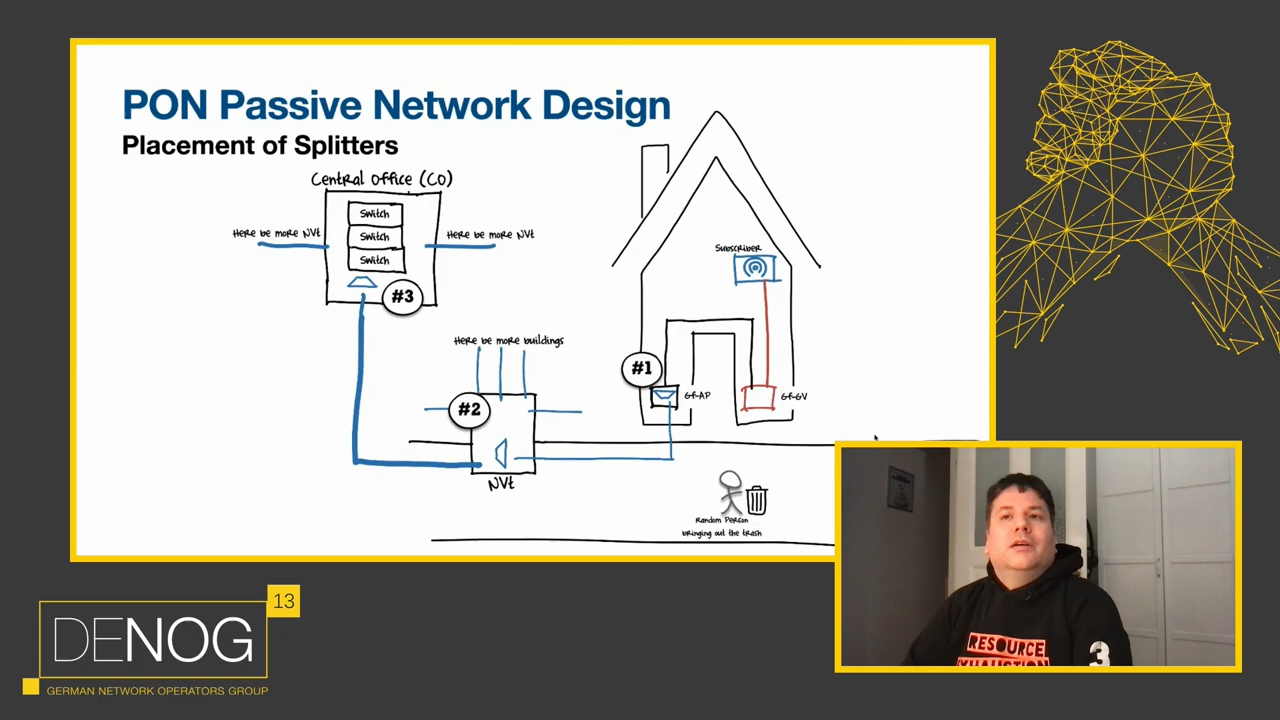 PON Passive Network Design
Placement of Splitters
Central Office (CO)
Switch
Here be more NVt
Switch
Here be more NVt
Switch
#3
Subscriber
Here be more buildings
#1
Gf-AP
Gf-GV
#2
NVt
Random Person
bringing out the trash
13
DENOG
GERMAN NETWORK OPERATORS GROUP
RESOURCE
EXHAUSTION
3